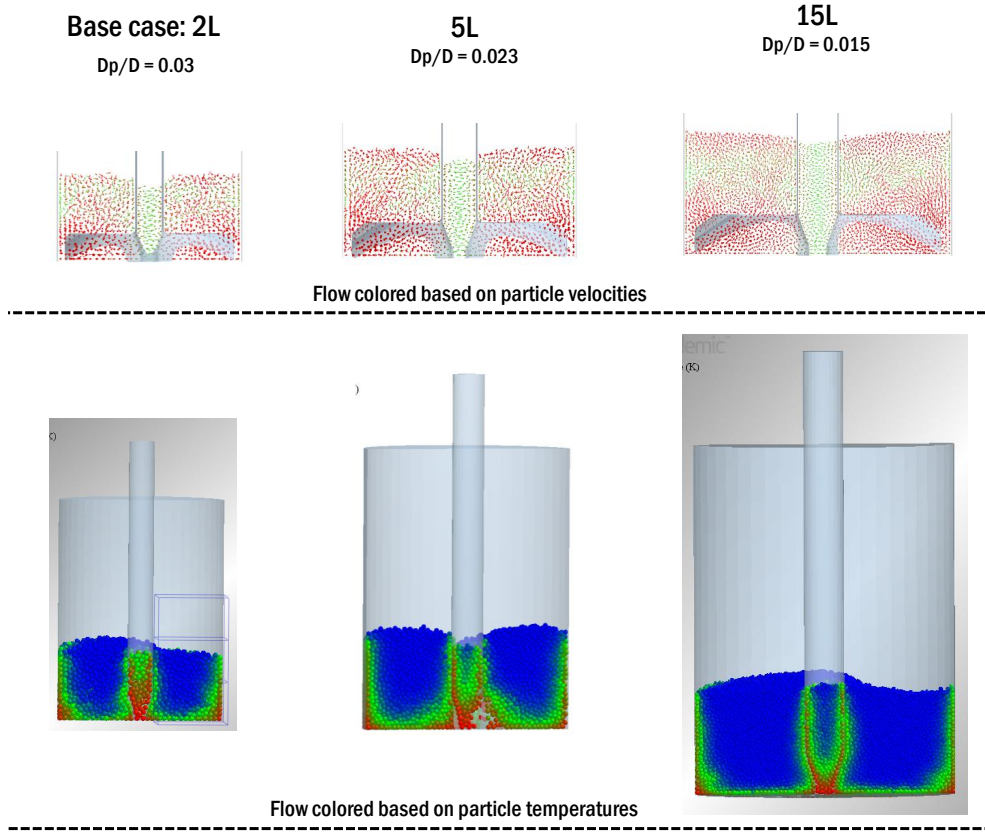 Base case: 2L
Dp/D = 0.03
5L
Dp/D = 0.023
15L
Dp/D = 0.015
Flow colored based on particle velocities
)
)
(K)
Flow colored based on particle temperatures